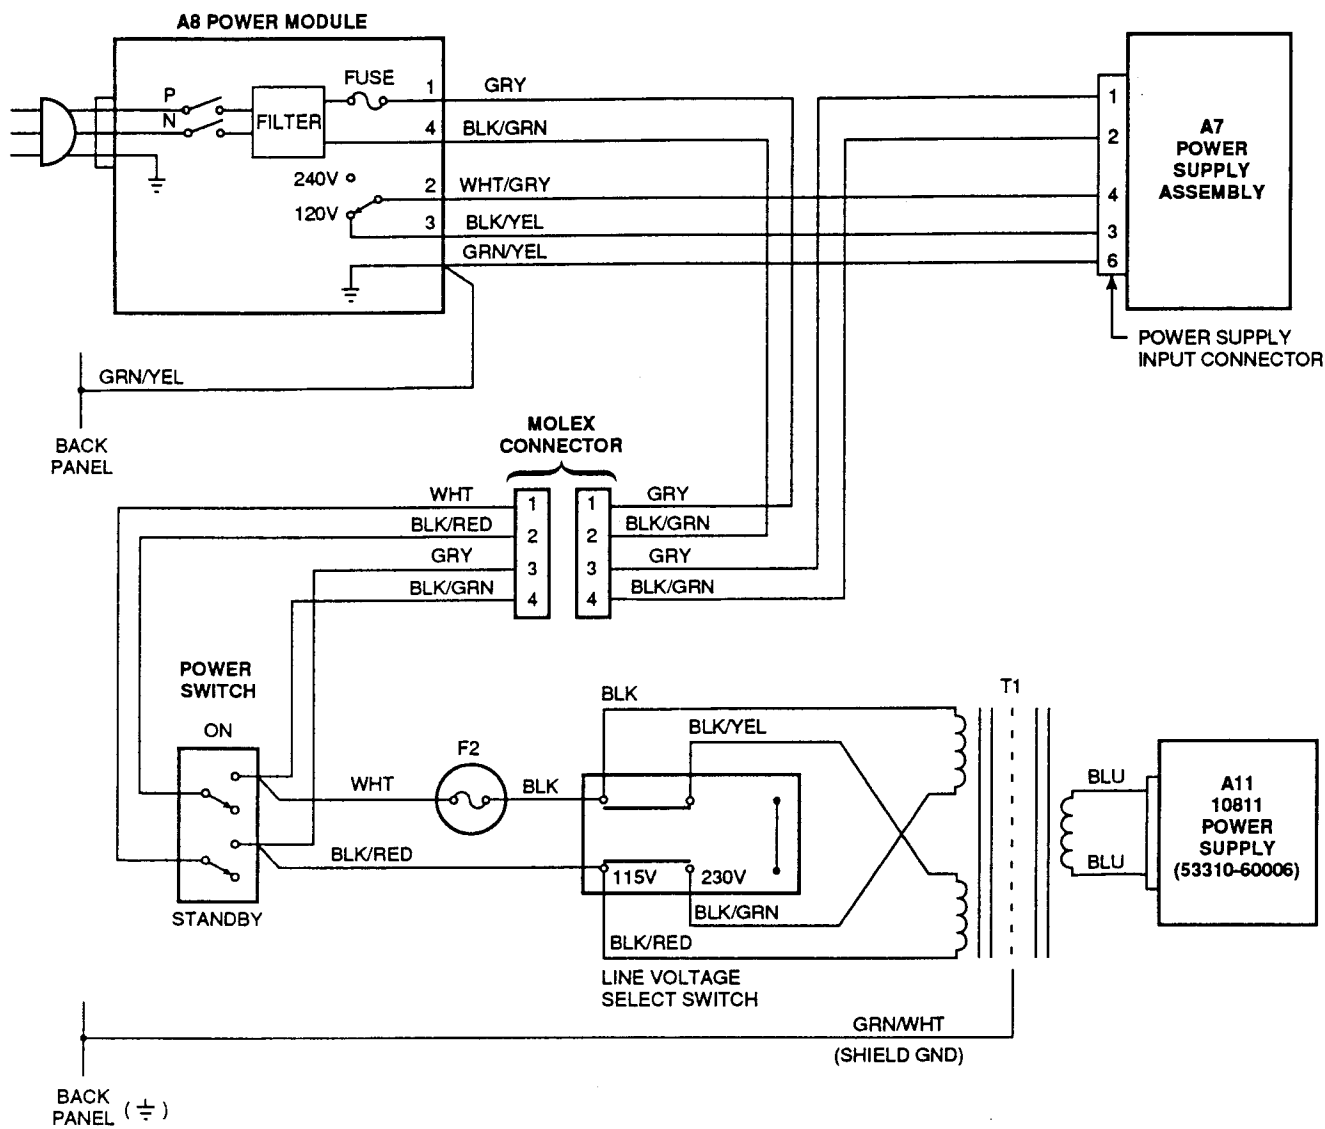 A8 POWER MODULE
P
N
FILTER
FUSE
1
GRY
4
BLK/GRN
240V
120V
2
WHT/GRY
3
BLK/YEL
GRN/YEL
1
2
4
3
6
A7
POWER
SUPPLY
ASSEMBLY
POWER SUPPLY
INPUT CONNECTOR
GRN/YEL
BACK
PANEL
MOLEX
CONNECTOR
WHT
1
1
GRY
BLK/RED
2
2
BLK/GRN
GRY
3
3
GRY
BLK/GRN
4
4
BLK/GRN
POWER
SWITCH
ON
STANDBY
WHT
F2
BLK
BLK/RED
BLK
BLK/YEL
115V
230V
BLK/GRN
BLK/RED
LINE VOLTAGE
SELECT SWITCH
T1
BLU
BLU
A11
10811
POWER
SUPPLY
(53310-60006)
GRN/WHT
(SHIELD GND)
BACK
PANEL ( )